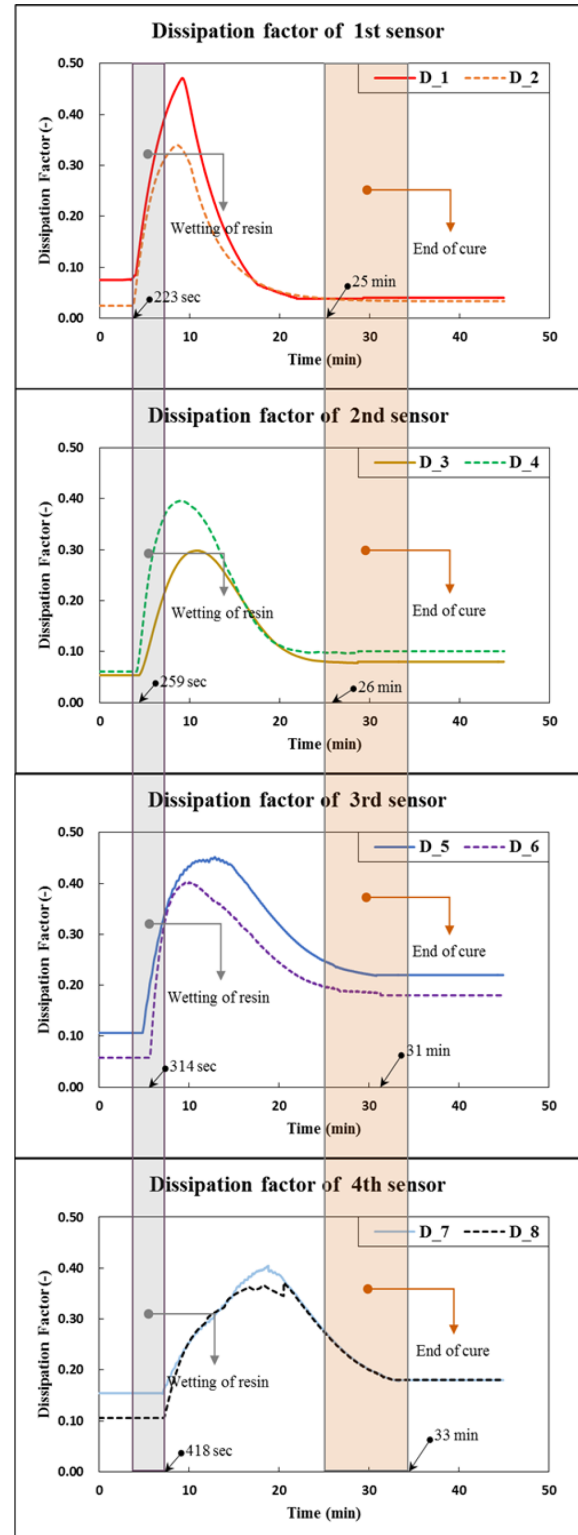 Dissipation factor of 1st sensor
D_1 D_2
Dissipation Factor (-)
0.50
0.40
0.30
0.20
0.10
0.00
Wetting of resin
End of cure
223 sec
25 min
0 10 20 30 40 50
Time (min)
Dissipation factor of 2nd sensor
D_3 D_4
Dissipation Factor (-)
0.50
0.40
0.30
0.20
0.10
0.00
Wetting of resin
End of cure
259 sec
26 min
0 10 20 30 40 50
Time (min)
Dissipation factor of 3rd sensor
D_5 D_6
Dissipation Factor (-)
0.50
0.40
0.30
0.20
0.10
0.00
Wetting of resin
End of cure
314 sec
31 min
0 10 20 30 40 50
Time (min)
Dissipation factor of 4th sensor
D_7 D_8
Dissipation Factor (-)
0.50
0.40
0.30
0.20
0.10
0.00
Wetting of resin
End of cure
418 sec
33 min
0 10 20 30 40 50
Time (min)